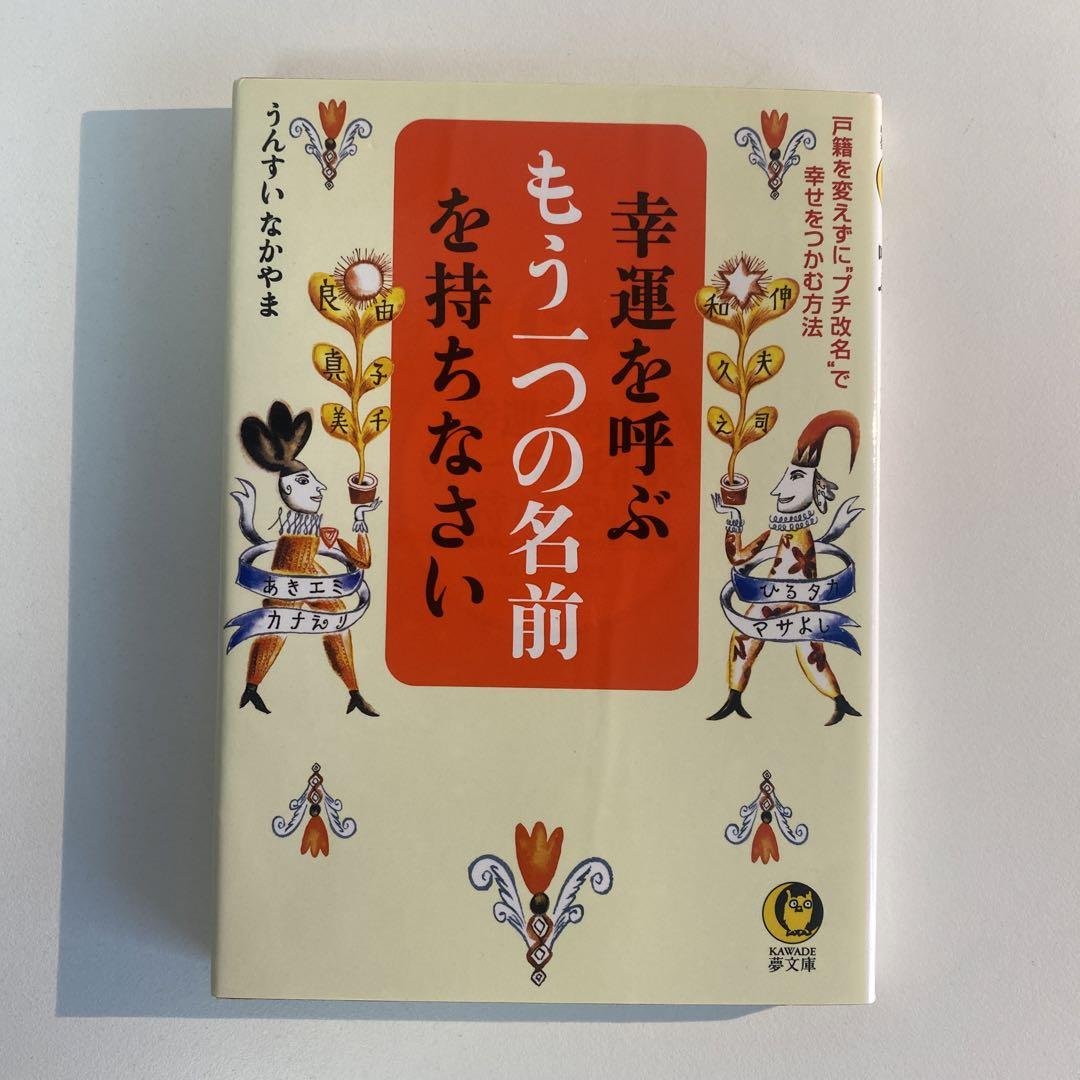 戸籍を変えずに"プチ改名"で
幸せをつかむ方法
幸運を呼ぶ
もう一つの名前
を持ちなさい
うんすい なかやま
伸
和
夫
久
司
之
由
良
子
真
千
美
ひろタカ
マサよし
あきエミ
カナえリ
KAWADE
夢文庫